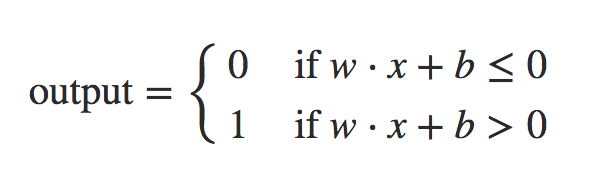 output = { 0 if w · x + b ≤ 0
1 if w · x + b > 0